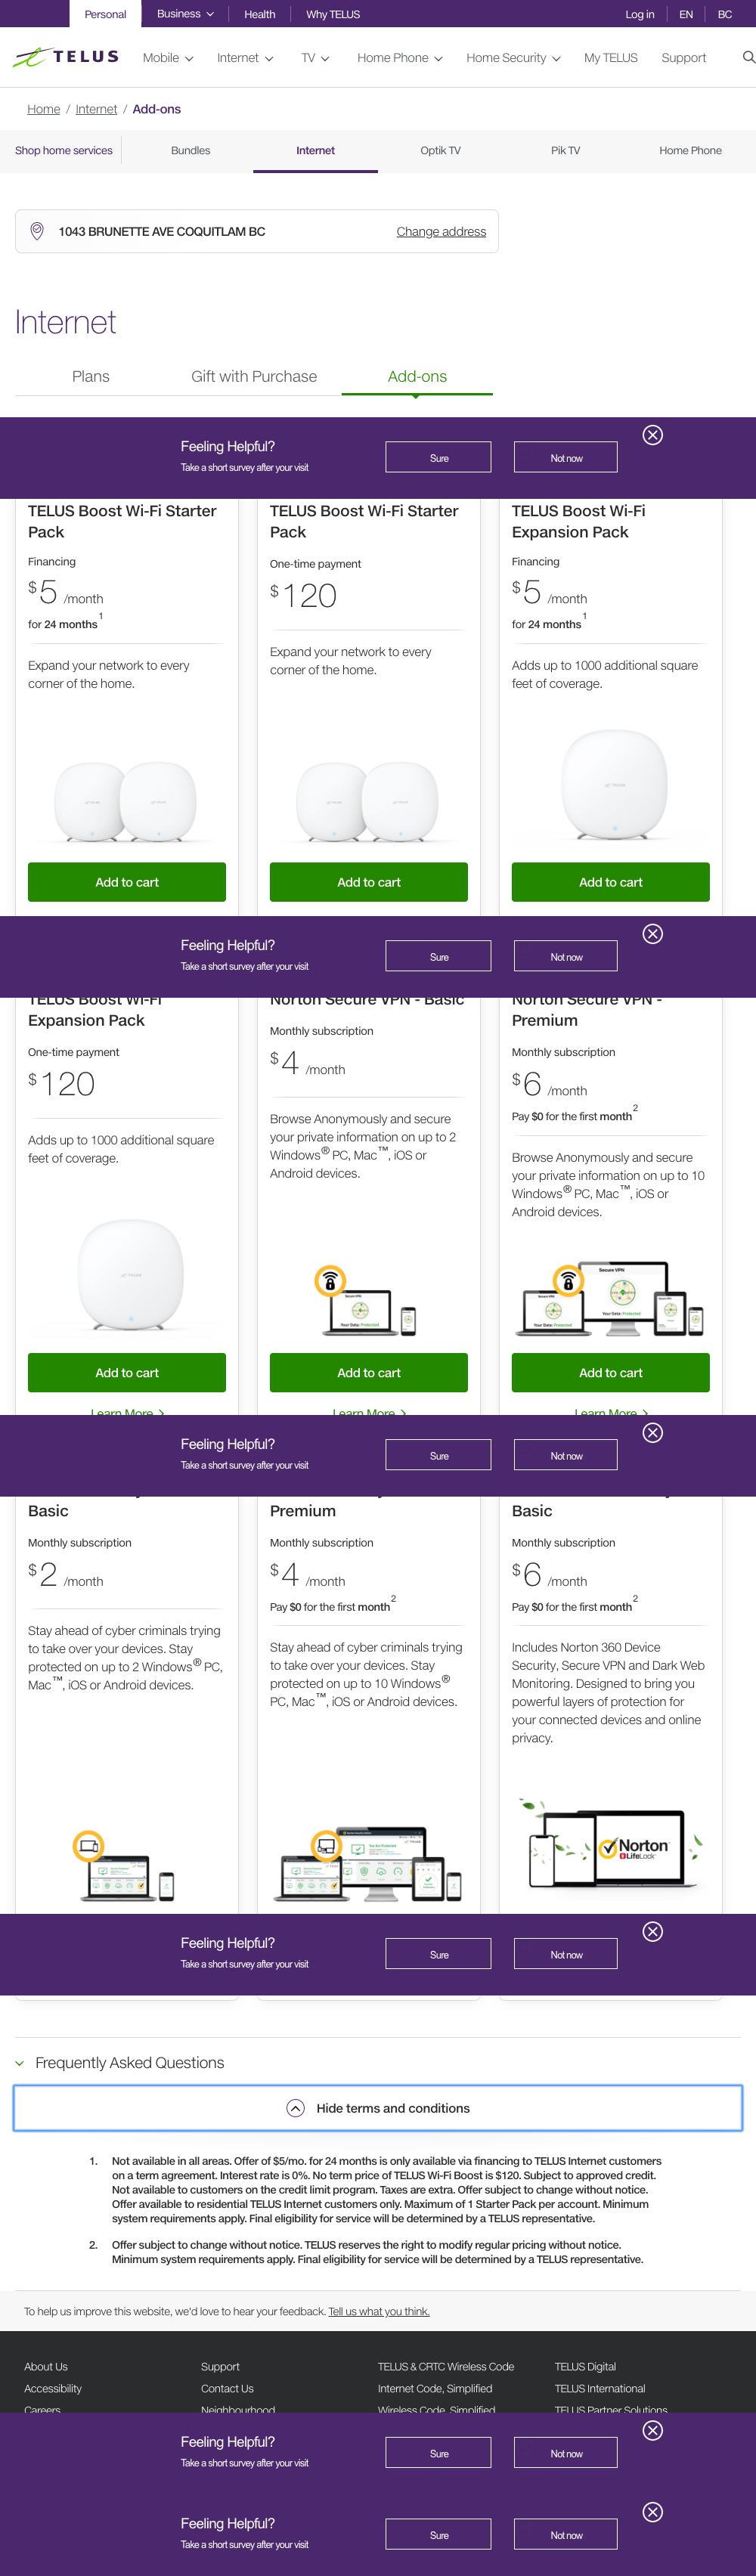 Personal Business Health Why TELUS Log in EN BC
TELUS Mobile Internet TV Home Phone Home Security My TELUS Support
Home / Internet / Add-ons
Shop home services Bundles Internet Optik TV Pik TV Home Phone
1043 BRUNETTE AVE COQUITLAM BC Change address
Internet
Plans Gift with Purchase Add-ons
Feeling Helpful?
Take a short survey after your visit
Sure Not now
TELUS Boost Wi-Fi Starter
Pack
Financing
$5 /month
for 24 months1
Expand your network to every
corner of the home.
Add to cart
TELUS Boost Wi-Fi Starter
Pack
One-time payment
$120
Expand your network to every
corner of the home.
Add to cart
TELUS Boost Wi-Fi
Expansion Pack
Financing
$5 /month
for 24 months1
Adds up to 1000 additional square
feet of coverage.
Add to cart
Feeling Helpful?
Take a short survey after your visit
Sure Not now
TELUS Boost Wi-Fi
Expansion Pack
One-time payment
$120
Adds up to 1000 additional square
feet of coverage.
Add to cart
Learn More
Norton Secure VPN - Basic
Monthly subscription
$4 /month
Browse Anonymously and secure
your private information on up to 2
Windows® PC, Mac™, iOS or
Android devices.
Add to cart
Learn More
Norton Secure VPN -
Premium
Monthly subscription
$6 /month
Pay $0 for the first month2
Browse Anonymously and secure
your private information on up to 10
Windows® PC, Mac™, iOS or
Android devices.
Add to cart
Learn More
Feeling Helpful?
Take a short survey after your visit
Sure Not now
Basic
Monthly subscription
$2 /month
Stay ahead of cyber criminals trying
to take over your devices. Stay
protected on up to 2 Windows® PC,
Mac™, iOS or Android devices.
Premium
Monthly subscription
$4 /month
Pay $0 for the first month2
Stay ahead of cyber criminals trying
to take over your devices. Stay
protected on up to 10 Windows®
PC, Mac™, iOS or Android devices.
Basic
Monthly subscription
$6 /month
Pay $0 for the first month2
Includes Norton 360 Device
Security, Secure VPN and Dark Web
Monitoring. Designed to bring you
powerful layers of protection for
your connected devices and online
privacy.
Norton
LifeLock
Feeling Helpful?
Take a short survey after your visit
Sure Not now
Frequently Asked Questions
Hide terms and conditions
1. Not available in all areas. Offer of $5/mo. for 24 months is only available via financing to TELUS Internet customers
on a term agreement. Interest rate is 0%. No term price of TELUS Wi-Fi Boost is $120. Subject to approved credit.
Not available to customers on the credit limit program. Taxes are extra. Offer subject to change without notice.
Offer available to residential TELUS Internet customers only. Maximum of 1 Starter Pack per account. Minimum
system requirements apply. Final eligibility for service will be determined by a TELUS representative.
2. Offer subject to change without notice. TELUS reserves the right to modify regular pricing without notice.
Minimum system requirements apply. Final eligibility for service will be determined by a TELUS representative.
To help us improve this website, we'd love to hear your feedback. Tell us what you think.
About Us Support TELUS & CRTC Wireless Code TELUS Digital
Accessibility Contact Us Internet Code, Simplified TELUS International
Careers Neighbourhood Wireless Code, Simplified TELUS Partner Solutions
Feeling Helpful?
Take a short survey after your visit
Sure Not now
Feeling Helpful?
Take a short survey after your visit
Sure Not now